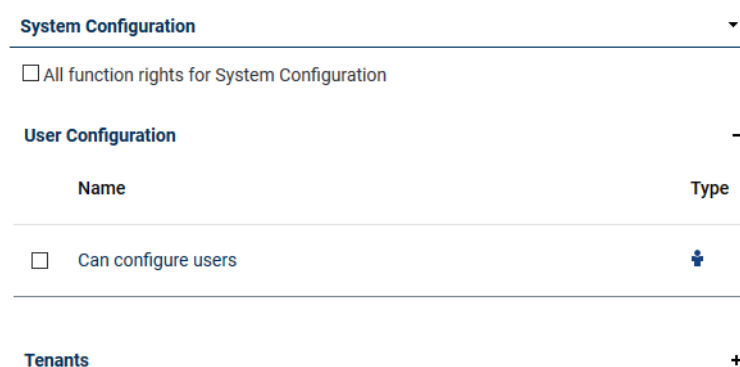 System Configuration
All function rights for System Configuration
User Configuration
Name Type
Can configure users
Tenants